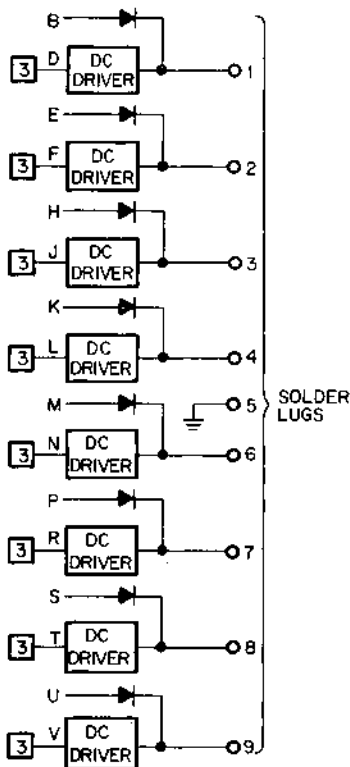 B
3 D DC DRIVER 1
E
3 F DC DRIVER 2
H
3 J DC DRIVER 3
K
3 L DC DRIVER 4
5
SOLDER LUGS
M
3 N DC DRIVER 6
P
3 R DC DRIVER 7
S
3 T DC DRIVER 8
U
3 V DC DRIVER 9